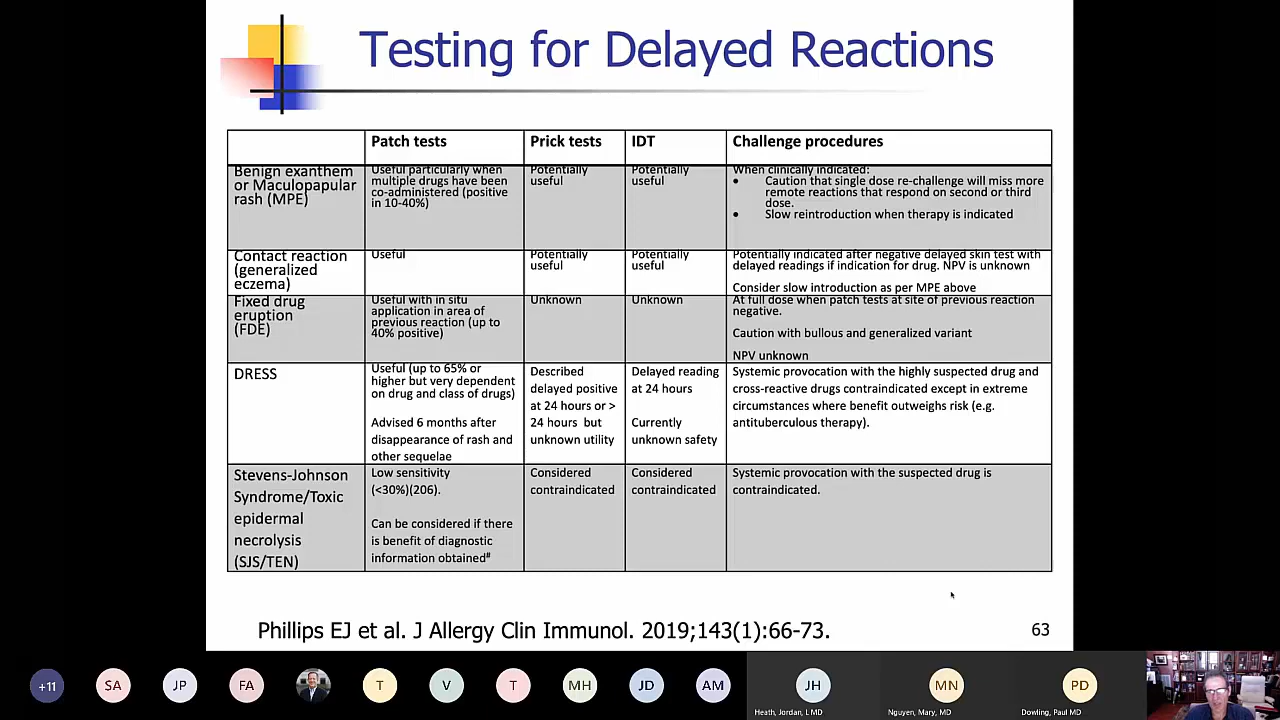 Testing for Delayed Reactions
Patch tests
Prick tests
IDT
Challenge procedures
Benign exanthem
or Maculopapular
rash (MPE)
Useful particularly when
multiple drugs have been
co-administered (positive
in 10-40%)
Potentially
useful
Potentially
useful
When clinically indicated:
• Caution that single dose re-challenge will miss more
remote reactions that respond on second or third
dose.
• Slow reintroduction when therapy is indicated
Contact reaction
(generalized
eczema)
Useful
Potentially
useful
Potentially
useful
Potentially indicated after negative delayed skin test with
delayed readings if indication for drug. NPV is unknown
Consider slow introduction as per MPE above
Fixed drug
eruption
(FDE)
Useful with in situ
application in area of
previous reaction (up to
40% positive)
Unknown
Unknown
At full dose when patch tests at site of previous reaction
negative.
Caution with bullous and generalized variant
NPV unknown
DRESS
Useful (up to 65% or
higher but very dependent
on drug and class of drugs)
Advised 6 months after
disappearance of rash and
other sequelae
Described
delayed positive
at 24 hours or >
24 hours but
unknown utility
Delayed reading
at 24 hours
Currently
unknown safety
Systemic provocation with the highly suspected drug and
cross-reactive drugs contraindicated except in extreme
circumstances where benefit outweighs risk (e.g.
antituberculous therapy).
Stevens-Johnson
Syndrome/Toxic
epidermal
necrolysis
(SJS/TEN)
Low sensitivity
(<30%)(206).
Can be considered if there
is benefit of diagnostic
information obtained#
Considered
contraindicated
Considered
contraindicated
Systemic provocation with the suspected drug is
contraindicated.
Phillips EJ et al. J Allergy Clin Immunol. 2019;143(1):66-73.
63
+11
SA
JP
FA
T
V
T
MH
JD
AM
JH
MN
PD
Heath, Jordan, L MD
Nguyen, Mary, MD
Dowling, Paul MD